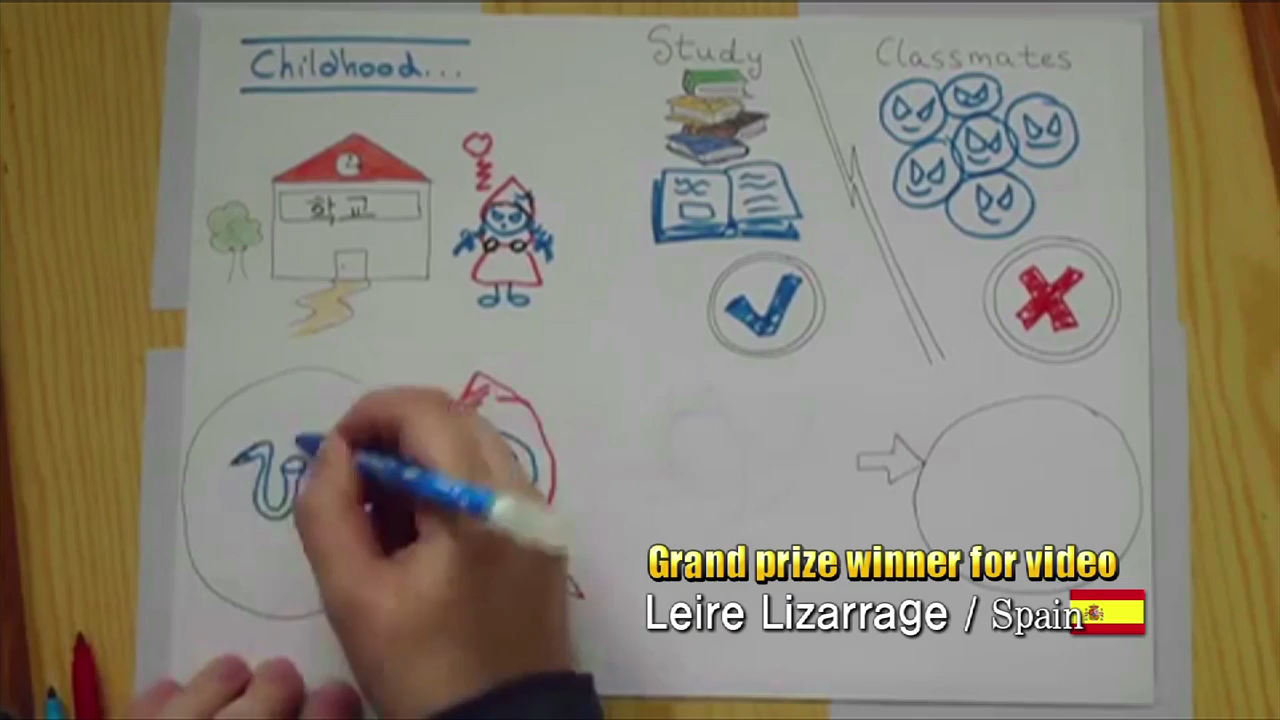 Childhood...
Study
Classmates
학교
Grand prize winner for video
Leire Lizarrage / Spain